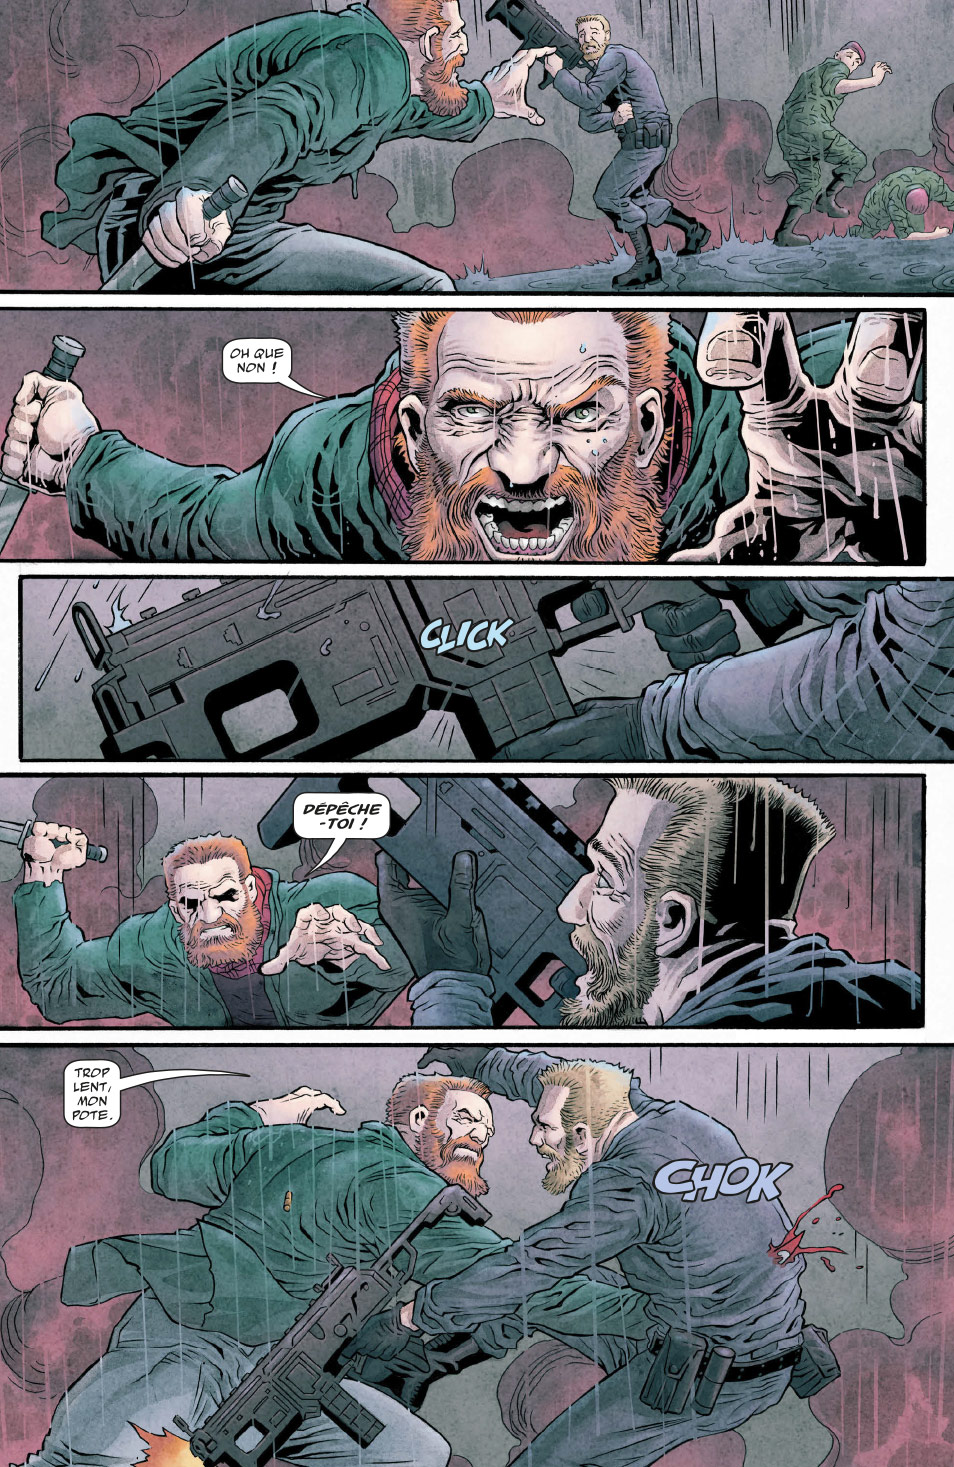 OH QUE
NON !
CLICK
DÉPÊCHE
-TOI !
TROP
LENT,
MON
POTE.
CHOK